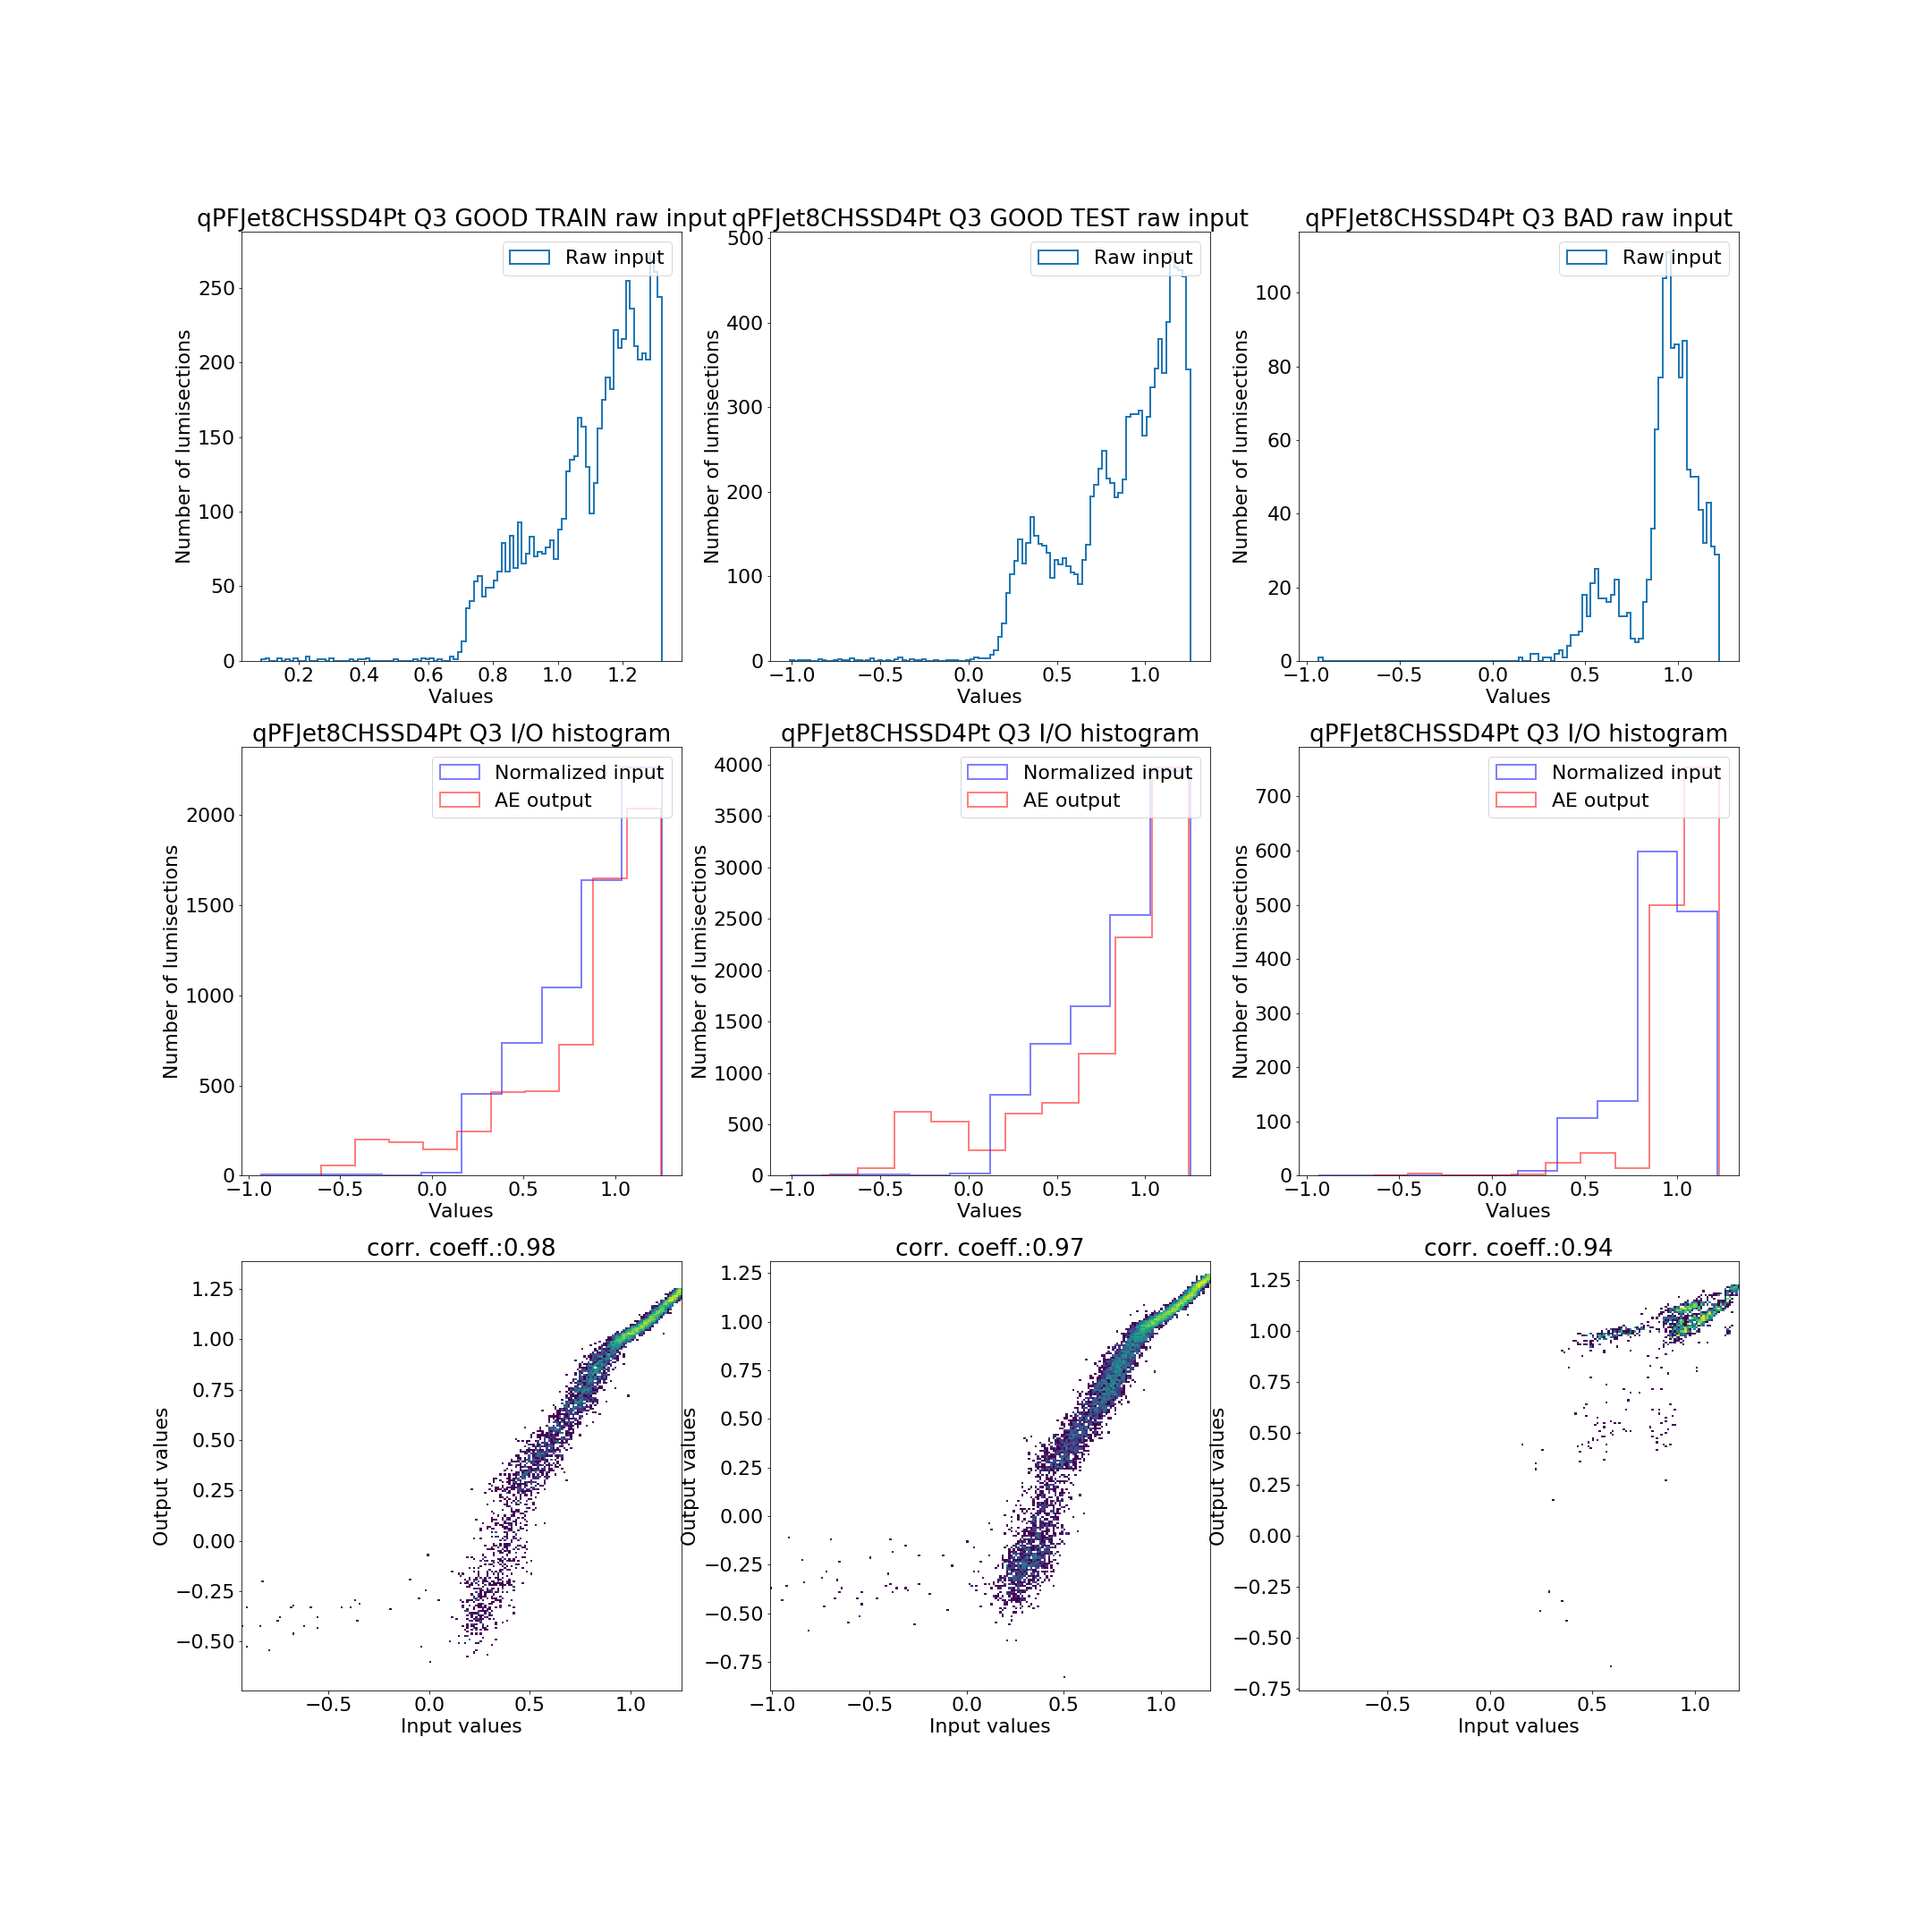 qPFJet8CHSSD4Pt Q3 GOOD TRAIN raw input
Number of lumisections
250
200
150
100
50
0
Raw input
0.2 0.4 0.6 0.8 1.0 1.2
Values
qPFJet8CHSSD4Pt Q3 GOOD TEST raw input
Number of lumisections
500
400
300
200
100
0
Raw input
−1.0 −0.5 0.0 0.5 1.0
Values
qPFJet8CHSSD4Pt Q3 BAD raw input
Number of lumisections
100
80
60
40
20
0
Raw input
−1.0 −0.5 0.0 0.5 1.0
Values
qPFJet8CHSSD4Pt Q3 I/O histogram
Number of lumisections
2000
1500
1000
500
0
Normalized input
AE output
−1.0 −0.5 0.0 0.5 1.0
Values
qPFJet8CHSSD4Pt Q3 I/O histogram
Number of lumisections
4000
3500
3000
2500
2000
1500
1000
500
0
Normalized input
AE output
−1.0 −0.5 0.0 0.5 1.0
Values
qPFJet8CHSSD4Pt Q3 I/O histogram
Number of lumisections
700
600
500
400
300
200
100
0
Normalized input
AE output
−1.0 −0.5 0.0 0.5 1.0
Values
corr. coeff.:0.98
Output values
1.25
1.00
0.75
0.50
0.25
0.00
−0.25
−0.50
−0.5 0.0 0.5 1.0
Input values
corr. coeff.:0.97
Output values
1.25
1.00
0.75
0.50
0.25
0.00
−0.25
−0.50
−0.75
−1.0 −0.5 0.0 0.5 1.0
Input values
corr. coeff.:0.94
Output values
1.25
1.00
0.75
0.50
0.25
0.00
−0.25
−0.50
−0.75
−0.5 0.0 0.5 1.0
Input values